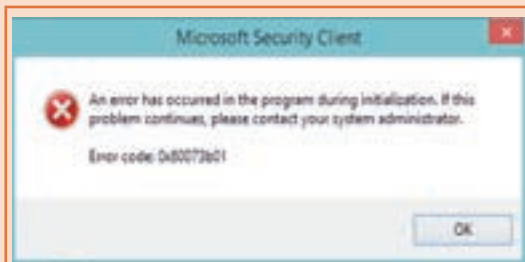 Microsoft Security Client
An error has occurred in the program during initialization. If this
problem continues, please contact your system administrator.
Error code: 0x80073b01
OK